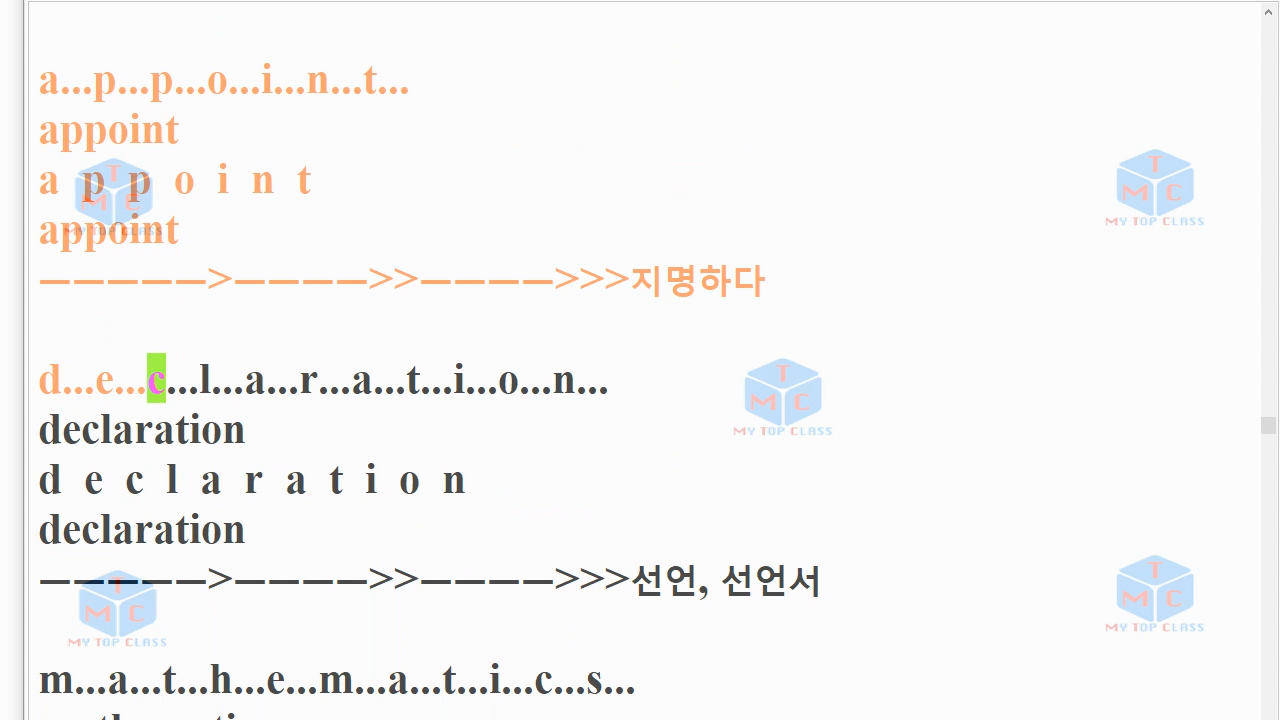 a...p...p...o...i...n...t...
appoint
a p p o i n t
appoint
—————>————>>————>>>지명하다
d...e...c...l...a...r...a...t...i...o...n...
declaration
d e c l a r a t i o n
declaration
—————>————>>————>>>선언, 선언서
m...a...t...h...e...m...a...t...i...c...s...
T
M C
MY TOP CLASS
T
M C
MY TOP CLASS
T
M C
MY TOP CLASS
T
M C
MY TOP CLASS
T
M C
MY TOP CLASS